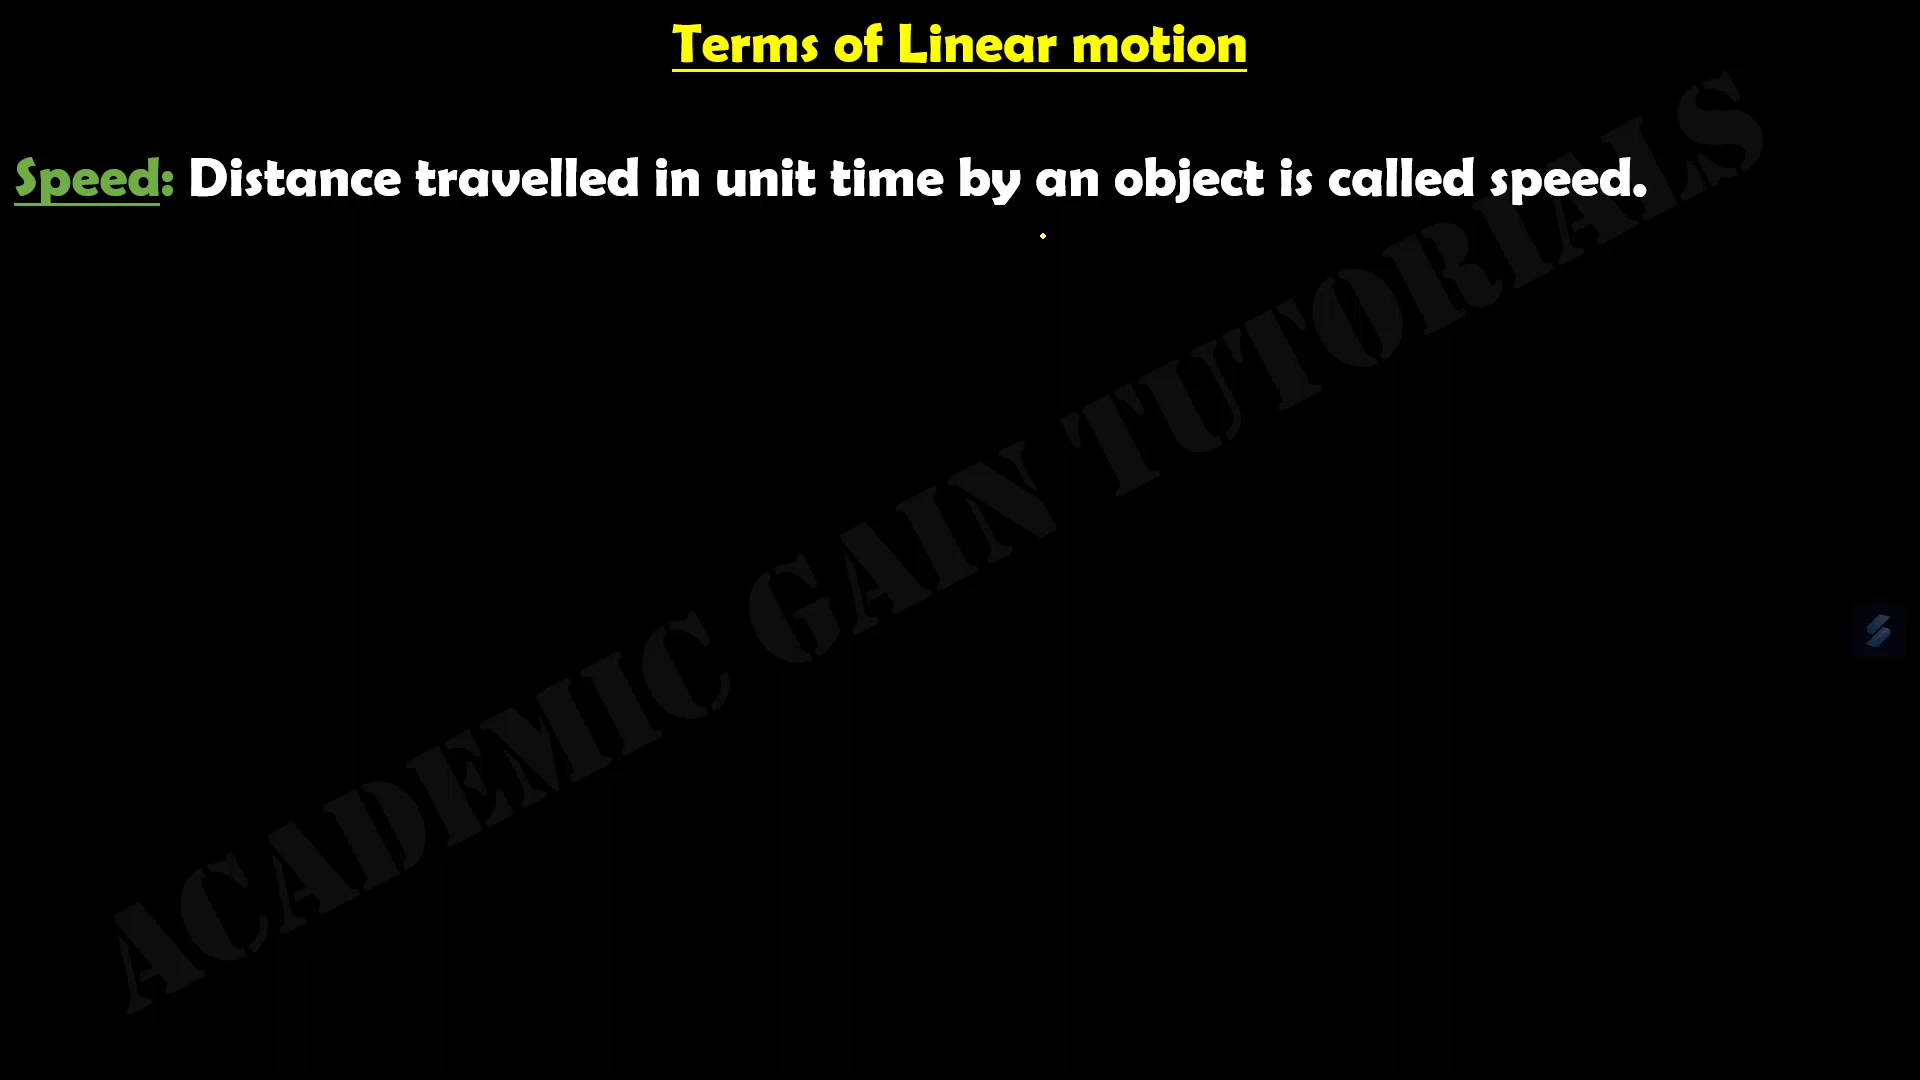 Terms of Linear motion
Speed: Distance travelled in unit time by an object is called speed.
ACADEMIC GAIN TUTORIALS